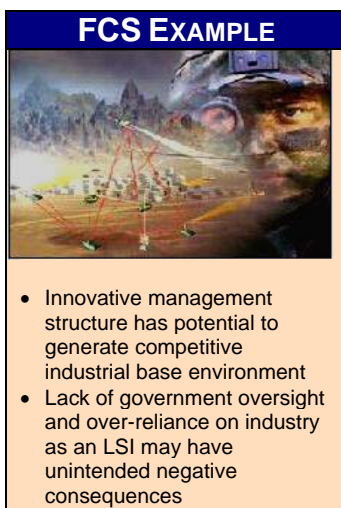 FCS EXAMPLE
• Innovative management
structure has potential to
generate competitive
industrial base environment
• Lack of government oversight
and over-reliance on industry
as an LSI may have
unintended negative
consequences